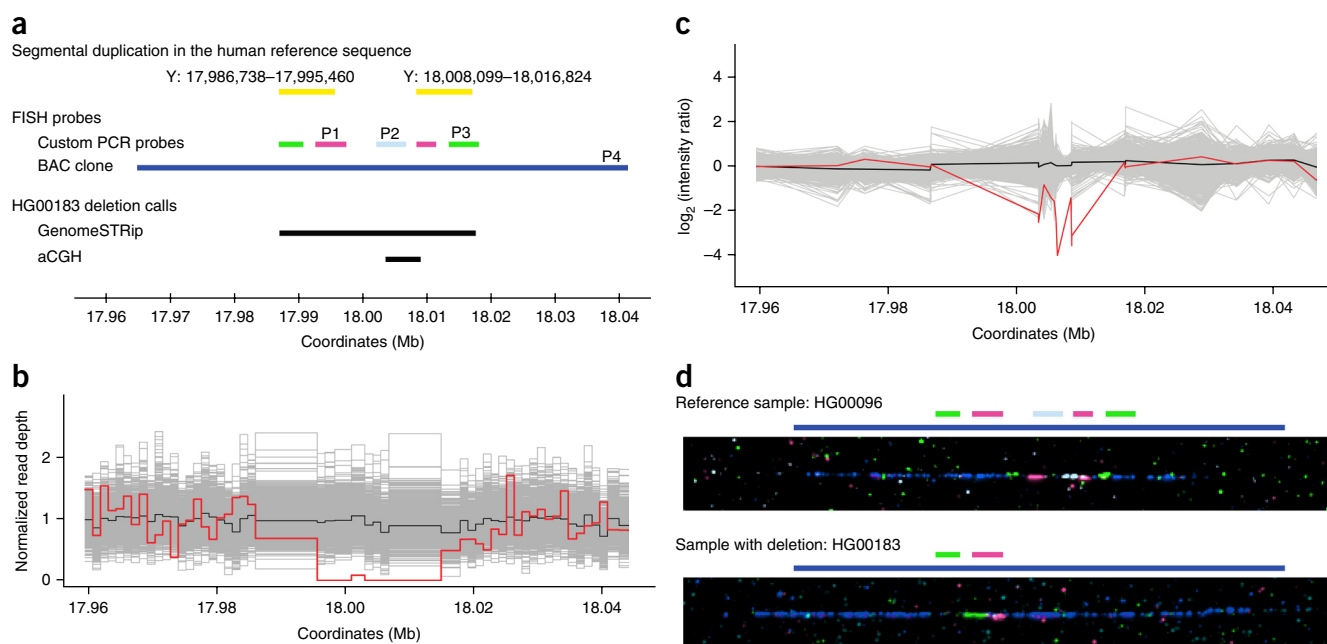 a
Segmental duplication in the human reference sequence
Y: 17,986,738–17,995,460 Y: 18,008,099–18,016,824
FISH probes
Custom PCR probes P1 P2 P3
BAC clone P4
HG00183 deletion calls
GenomeSTRip
aCGH
17.96 17.97 17.98 17.99 18.00 18.01 18.02 18.03 18.04
Coordinates (Mb)
b
Normalized read depth
2
1
0
17.96 17.98 18.00 18.02 18.04
Coordinates (Mb)
c
log2 (intensity ratio)
4
2
0
−2
−4
17.96 17.98 18.00 18.02 18.04
Coordinates (Mb)
d
Reference sample: HG00096
Sample with deletion: HG00183